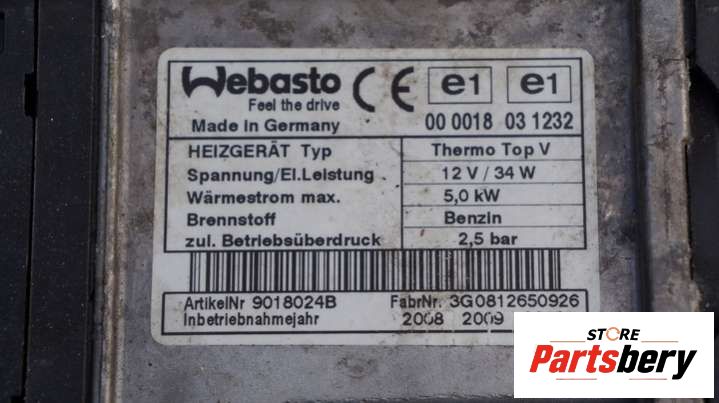 Webasto
Feel the drive
CE e1 e1
Made in Germany 00 0018 03 1232
HEIZGERÄT Typ Thermo Top V
Spannung/El.Leistung 12 V / 34 W
Wärmestrom max. 5,0 kW
Brennstoff Benzin
zul. Betriebsüberdruck 2,5 bar
ArtikelNr 9018024B FabrNr. 3G0812650926
Inbetriebnahmejahr 2008 2009
STORE
Partsbery